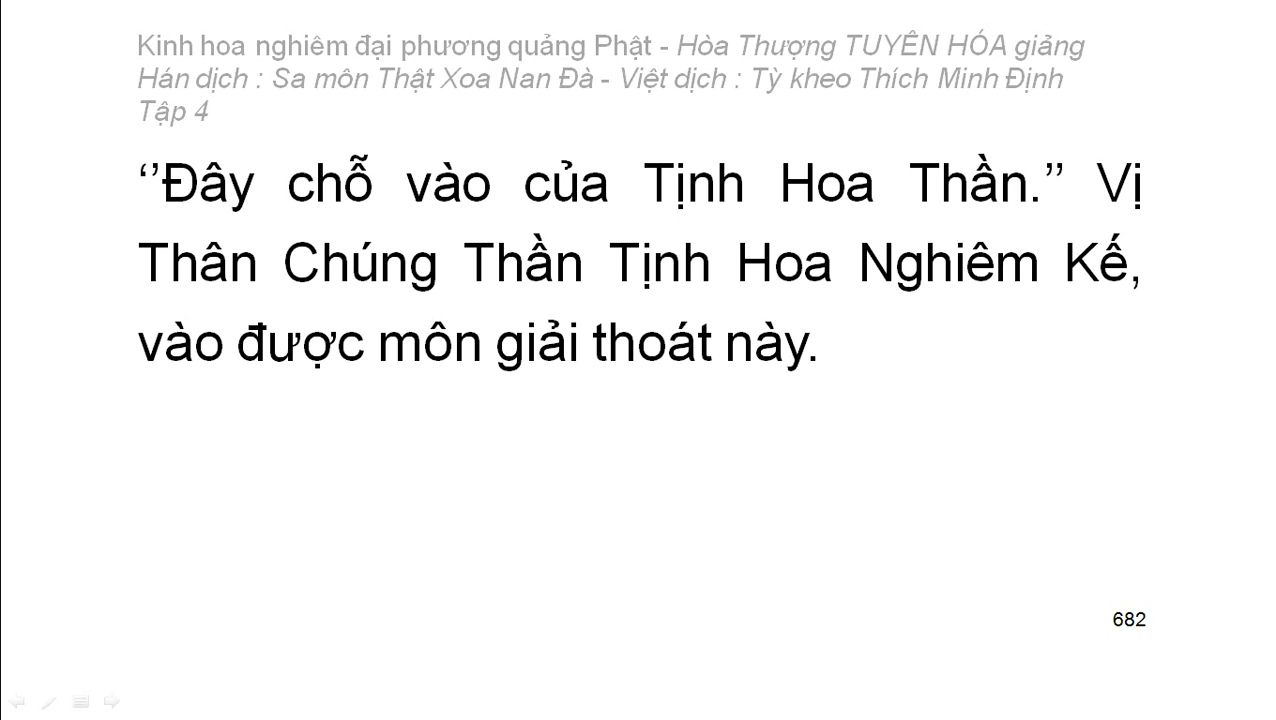 Kinh hoa nghiêm đại phương quảng Phật - Hòa Thượng TUYÊN HÓA giảng
Hán dịch : Sa môn Thật Xoa Nan Đà - Việt dịch : Tỳ kheo Thích Minh Định
Tập 4
‘’Đây chỗ vào của Tịnh Hoa Thần.’’ Vị
Thân Chúng Thần Tịnh Hoa Nghiêm Kế,
vào được môn giải thoát này.
682